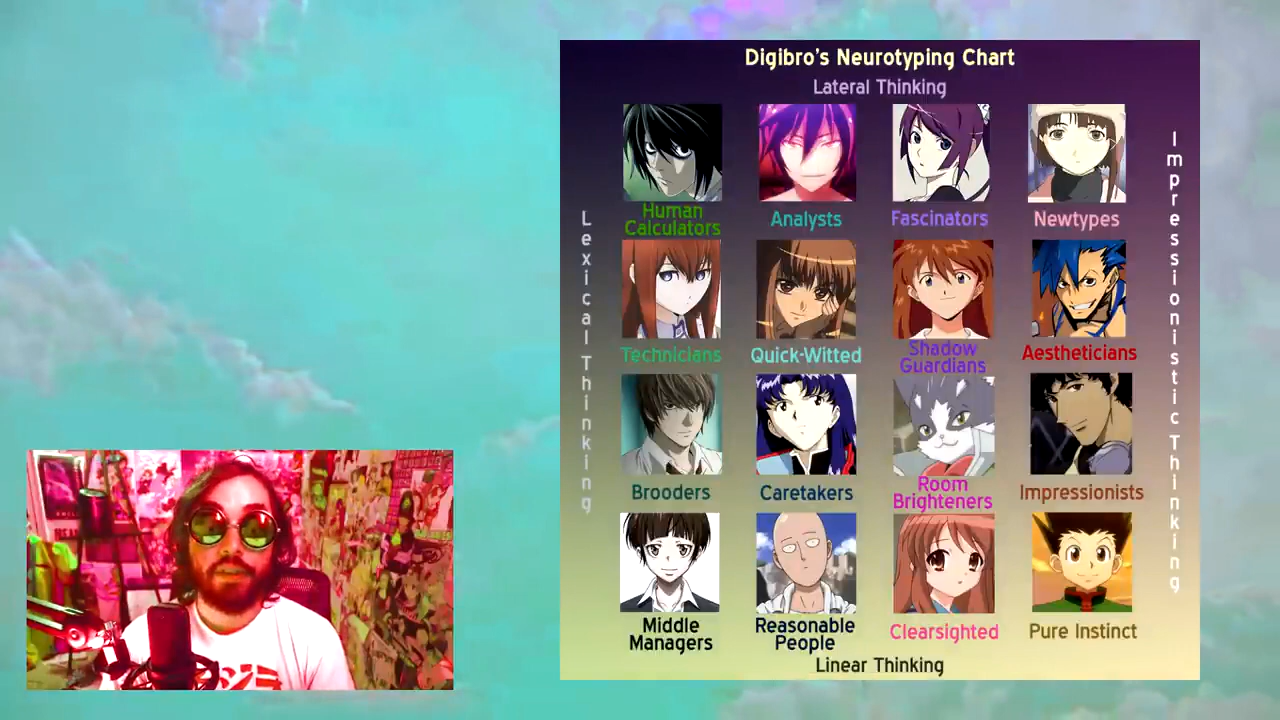 Digibro's Neurotyping Chart
Lateral Thinking
Lexical Thinking
Impressionistic Thinking
Human
Calculators
Analysts
Fascinators
Newtypes
Technicians
Quick-Witted
Shadow
Guardians
Aestheticians
Brooders
Caretakers
Room
Brighteners
Impressionists
Middle
Managers
Reasonable
People
Clearsighted
Pure Instinct
Linear Thinking